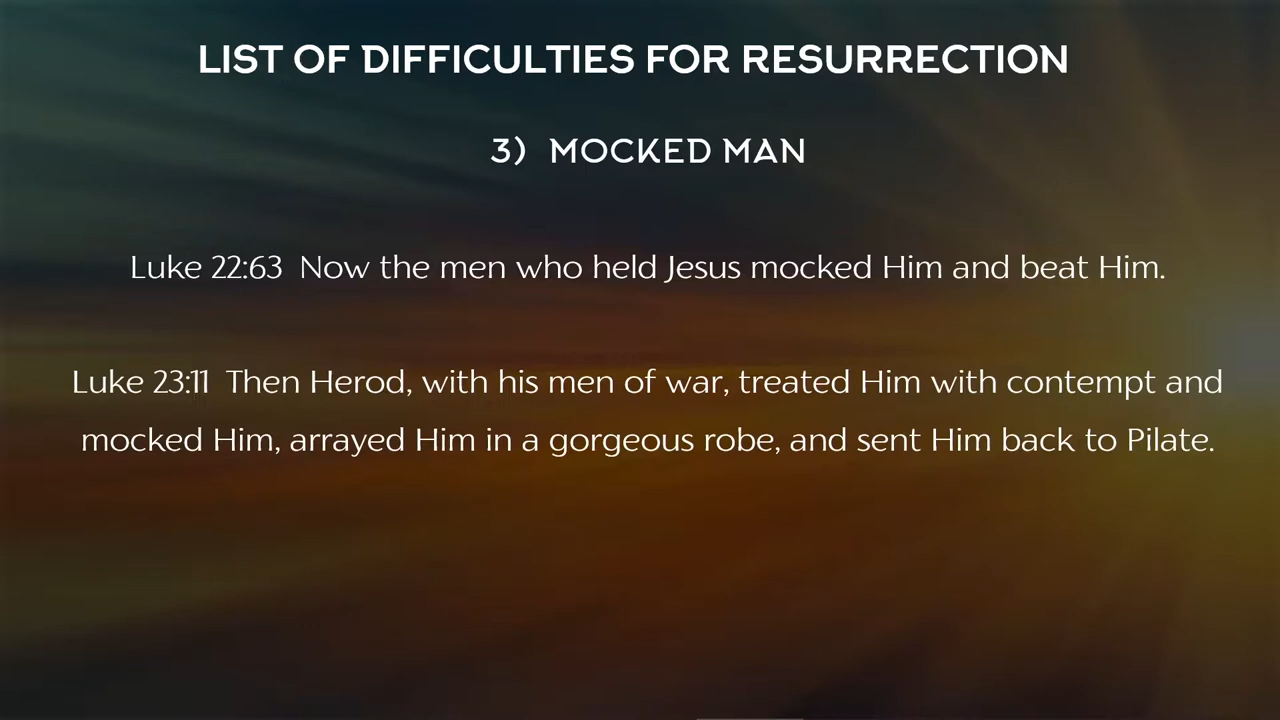 LIST OF DIFFICULTIES FOR RESURRECTION
3) MOCKED MAN
Luke 22:63 Now the men who held Jesus mocked Him and beat Him.
Luke 23:11 Then Herod, with his men of war, treated Him with contempt and
mocked Him, arrayed Him in a gorgeous robe, and sent Him back to Pilate.